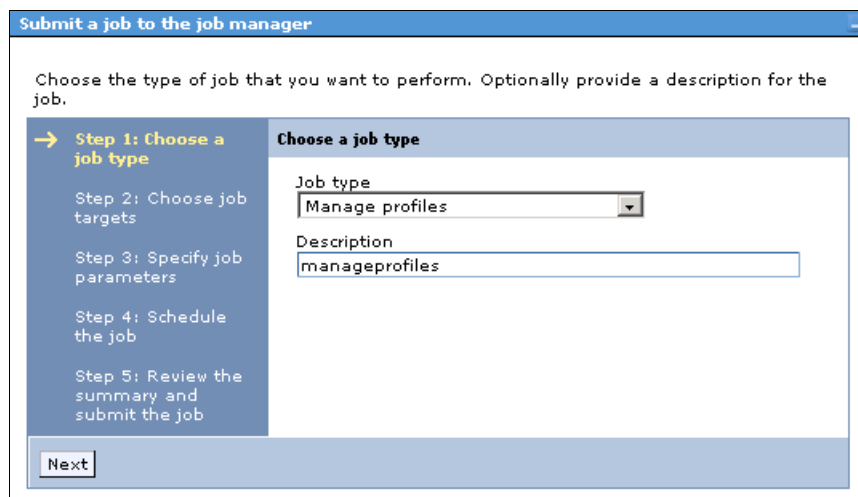 Submit a job to the job manager
Choose the type of job that you want to perform. Optionally provide a description for the
job.
Step 1: Choose a
job type
Step 2: Choose job
targets
Step 3: Specify job
parameters
Step 4: Schedule
the job
Step 5: Review the
summary and
submit the job
Choose a job type
Job type
Manage profiles
Description
manageprofiles
Next